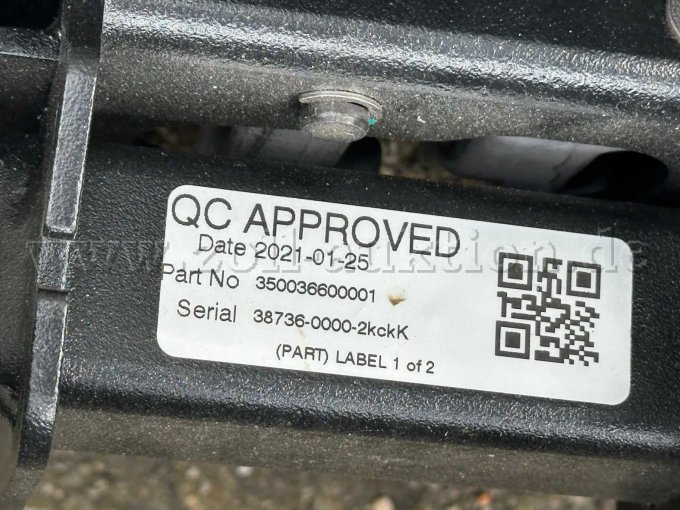 QC APPROVED
Date 2021-01-25
Part No 350036600001
Serial 38736-0000-2kckK
(PART) LABEL 1 of 2
www.zoll-auktion.de